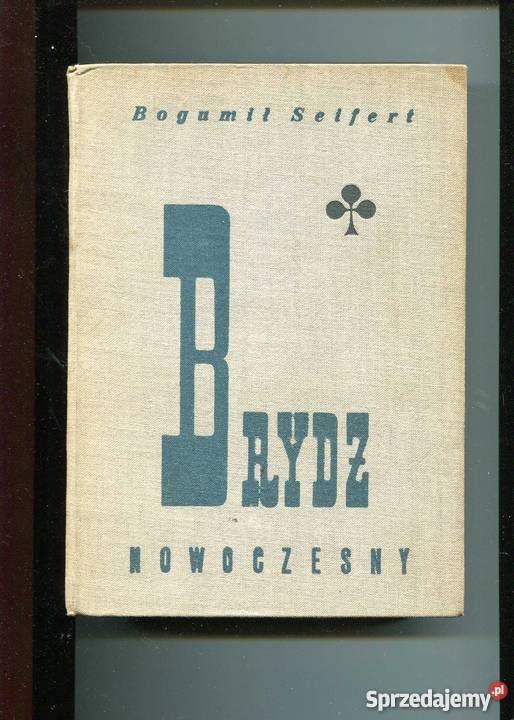 Bogumił Seifert
BRYDŻ
NOWOCZESNY
Sprzedajemy.pl